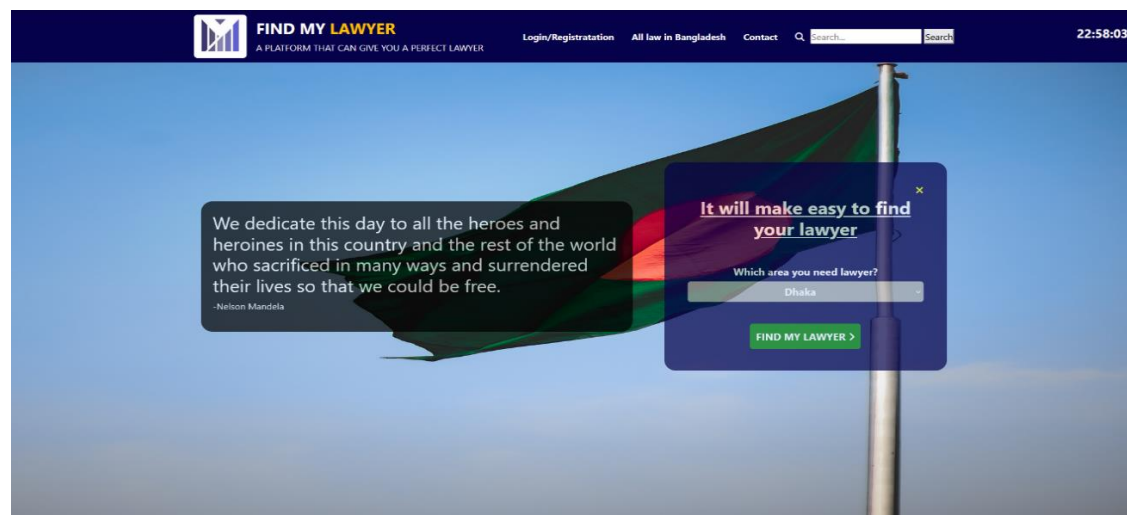 FIND MY LAWYER
A PLATFORM THAT CAN GIVE YOU A PERFECT LAWYER
Login/Registratation All law in Bangladesh Contact Search... Search
22:58:03
We dedicate this day to all the heroes and
heroines in this country and the rest of the world
who sacrificed in many ways and surrendered
their lives so that we could be free.
-Nelson Mandela
×
It will make easy to find
your lawyer
Which area you need lawyer?
Dhaka
FIND MY LAWYER >